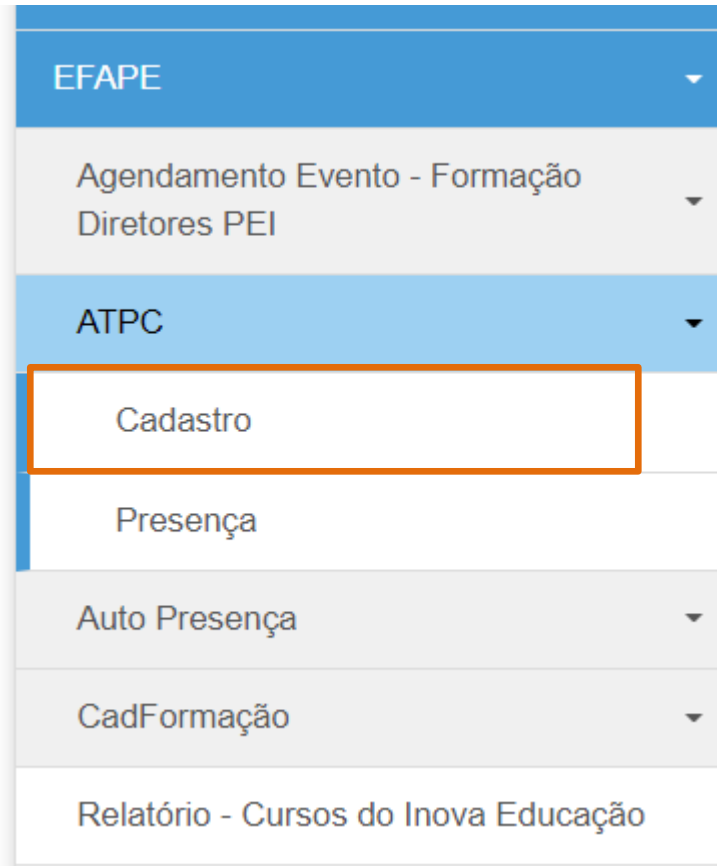 EFAPE
Agendamento Evento - Formação
Diretores PEI
ATPC
Cadastro
Presença
Auto Presença
CadFormação
Relatório - Cursos do Inova Educação